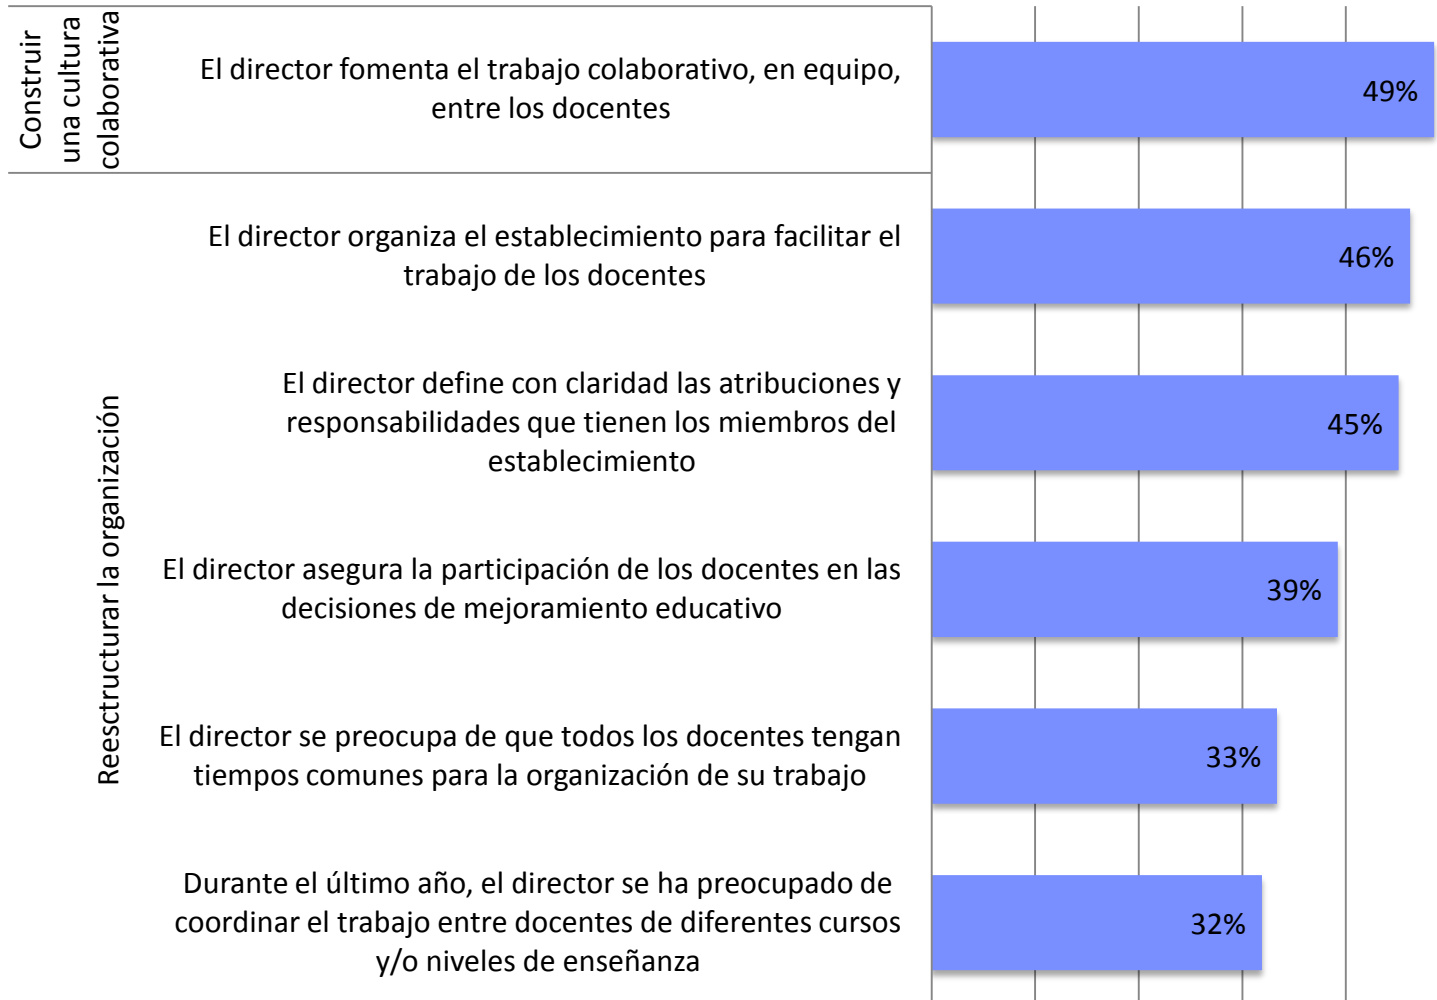 Construir
una cultura
colaborativa
El director fomenta el trabajo colaborativo, en equipo,
entre los docentes
49%
Reesctructurar la organización
El director organiza el establecimiento para facilitar el
trabajo de los docentes
46%
El director define con claridad las atribuciones y
responsabilidades que tienen los miembros del
establecimiento
45%
El director asegura la participación de los docentes en las
decisiones de mejoramiento educativo
39%
El director se preocupa de que todos los docentes tengan
tiempos comunes para la organización de su trabajo
33%
Durante el último año, el director se ha preocupado de
coordinar el trabajo entre docentes de diferentes cursos
y/o niveles de enseñanza
32%